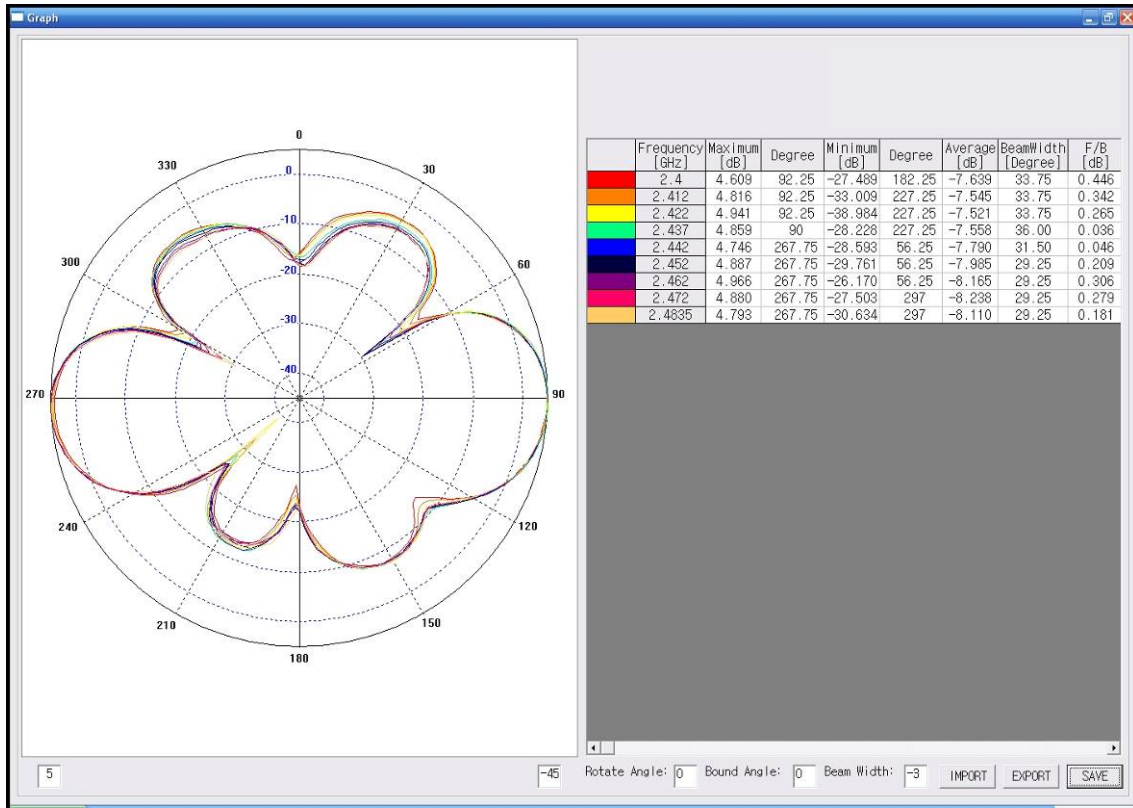 Graph
0
330
30
0
-10
300
-20
60
-30
-40
270
90
240
120
210
150
180
Frequency [GHz] Maximum [dB] Degree Minimum [dB] Degree Average [dB] BeamWidth [Degree] F/B [dB]
2.4 4.609 92.25 -27.489 182.25 -7.639 33.75 0.446
2.412 4.816 92.25 -33.009 227.25 -7.545 33.75 0.342
2.422 4.941 92.25 -38.984 227.25 -7.521 33.75 0.265
2.437 4.859 90 -28.228 227.25 -7.558 36.00 0.036
2.442 4.746 267.75 -28.593 56.25 -7.790 31.50 0.046
2.452 4.887 267.75 -29.761 56.25 -7.985 29.25 0.209
2.462 4.966 267.75 -26.170 56.25 -8.165 29.25 0.306
2.472 4.880 267.75 -27.503 297 -8.238 29.25 0.279
2.4835 4.793 267.75 -30.634 297 -8.110 29.25 0.181
5 -45 Rotate Angle: 0 Bound Angle: 0 Beam Width: -3 IMPORT EXPORT SAVE